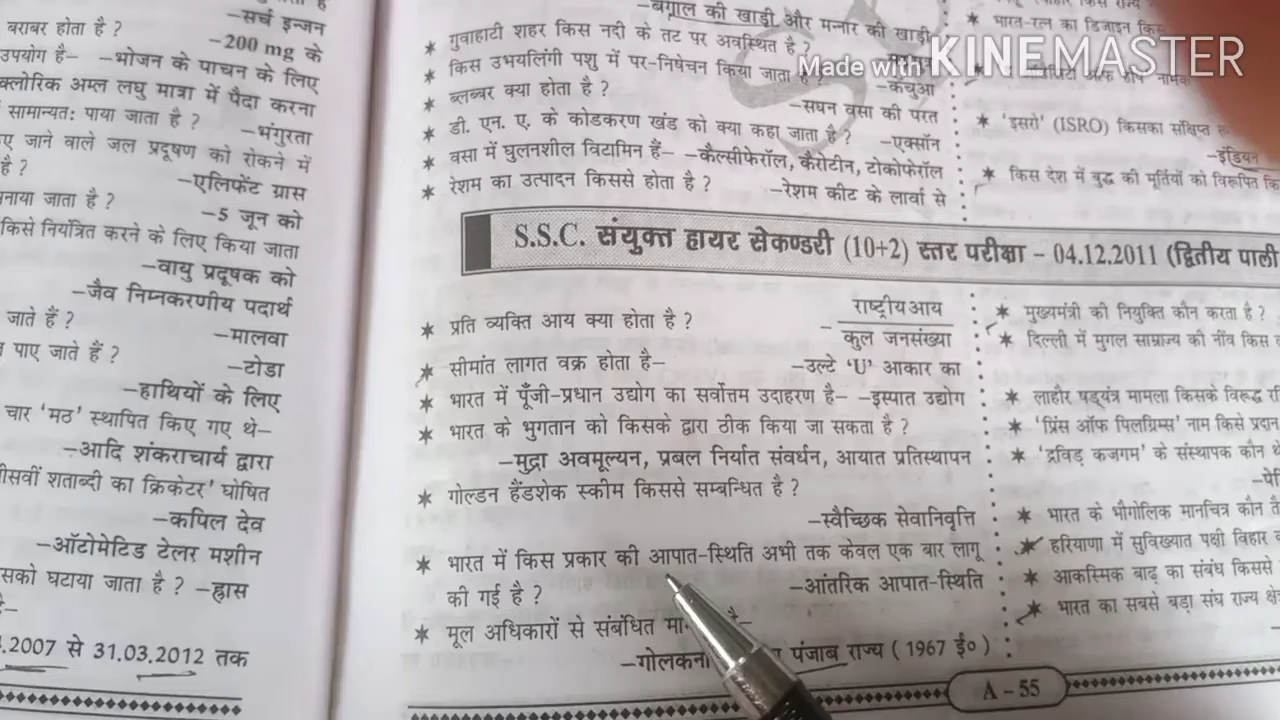 –सर्च इन्जन
बराबर होता है ?
–200 mg के
उपयोग है– –भोजन के पाचन के लिए
क्लोरिक अम्ल लघु मात्रा में पैदा करना
सामान्यतः पाया जाता है ?
–भंगुरता
जाने वाले जल प्रदूषण को रोकने में
है ?
–एलिफेंट ग्रास
जाता है ?
–5 जून को
किसे नियंत्रित करने के लिए किया जाता
–वायु प्रदूषक को
–जैव निम्नकरणीय पदार्थ
जाते हैं ?
–मालवा
पाए जाते हैं ?
–टोडा
–हाथियों के लिए
चार 'मठ' स्थापित किए गए थे–
–आदि शंकराचार्य द्वारा
शताब्दी का क्रिकेटर' घोषित
–कपिल देव
–ऑटोमेटिड टेलर मशीन
घटाया जाता है ? –ह्रास
2007 से 31.03.2012 तक
–बंगाल की खाड़ी और मन्नार की खाड़ी
* गुवाहाटी शहर किस नदी के तट पर अवस्थित है ?
* किस उभयलिंगी पशु में पर-निषेचन किया जाता
–केंचुआ
* ब्लब्बर क्या होता है ?
–सघन वसा की परत
* डी. एन. ए. के कोडकरण खंड को क्या कहा जाता है ? –एक्सॉन
* वसा में घुलनशील विटामिन हैं– –कैल्सीफेरॉल, कैरोटीन, टोकोफेरॉल
* रेशम का उत्पादन किससे होता है ? –रेशम कीट के लार्वा से
* भारत-रत्न का डिजाइन
* 'इसरो' (ISRO) किसका संक्षिप्त
–इंडियन
* किस देश में बुद्ध की मूर्तियों को विरूपित
Made with KINEMASTER
S.S.C. संयुक्त हायर सेकण्डरी (10+2) स्तर परीक्षा – 04.12.2011 (द्वितीय पाली
* प्रति व्यक्ति आय क्या होता है ? – राष्ट्रीय आय
कुल जनसंख्या
* सीमांत लागत वक्र होता है– –उल्टे 'U' आकार का
* भारत में पूँजी-प्रधान उद्योग का सर्वोत्तम उदाहरण है– –इस्पात उद्योग
* भारत के भुगतान को किसके द्वारा ठीक किया जा सकता है ?
–मुद्रा अवमूल्यन, प्रबल निर्यात संवर्धन, आयात प्रतिस्थापन
* गोल्डन हैंडशेक स्कीम किससे सम्बन्धित है ?
–स्वैच्छिक सेवानिवृत्ति
* भारत में किस प्रकार की आपात-स्थिति अभी तक केवल एक बार लागू
की गई है ? –आंतरिक आपात-स्थिति
* मूल अधिकारों से संबंधित
पंजाब राज्य (1967 ई०)
* मुख्यमंत्री की नियुक्ति कौन करता है ?
* दिल्ली में मुगल साम्राज्य की नींव किस
* लाहौर षड्यंत्र मामला किसके विरूद्ध
* 'प्रिंस ऑफ पिलग्रिम्स' नाम किसे प्रदान
* 'द्रविड़ कजगम' के संस्थापक कौन
* भारत के भौगोलिक मानचित्र कौन
* हरियाणा में सुविख्यात पक्षी विहार
* आकस्मिक बाढ़ का संबंध किससे
* भारत का सबसे बड़ा संघ राज्य
A – 55